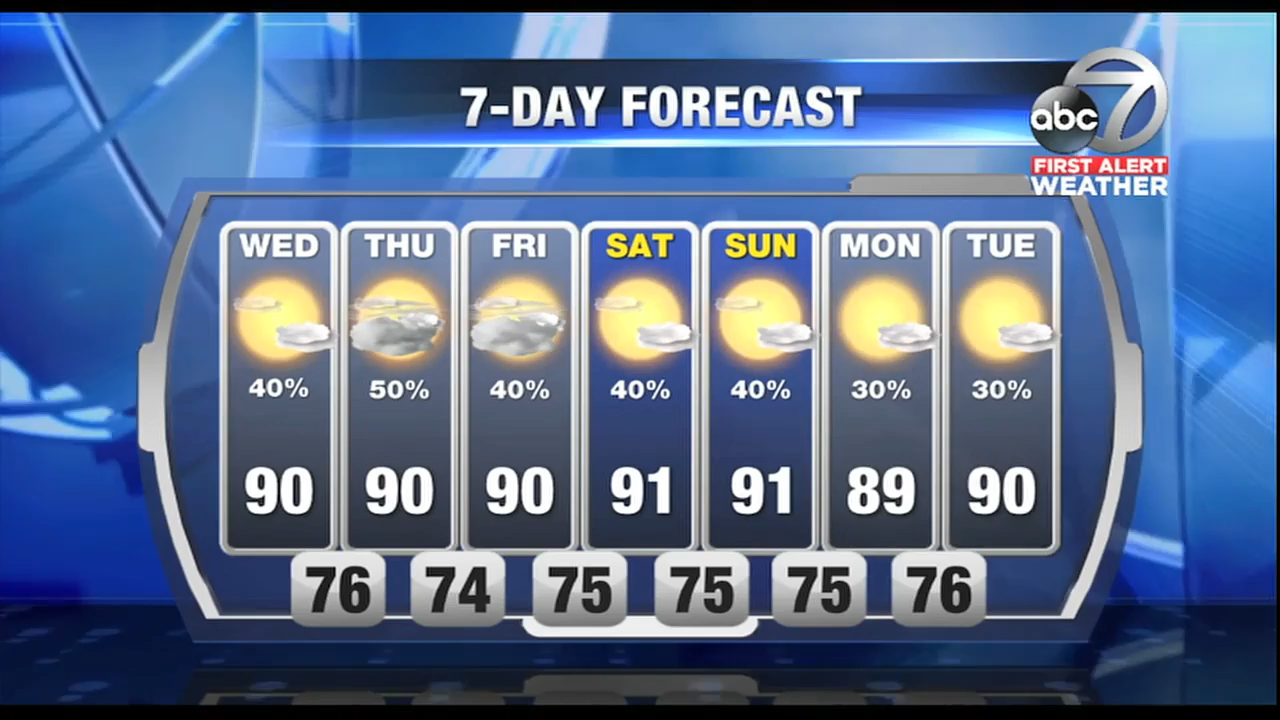 7-DAY FORECAST
abc 7
FIRST ALERT
WEATHER
WED THU FRI SAT SUN MON TUE
40% 50% 40% 40% 40% 30% 30%
90 90 90 91 91 89 90
76 74 75 75 75 76